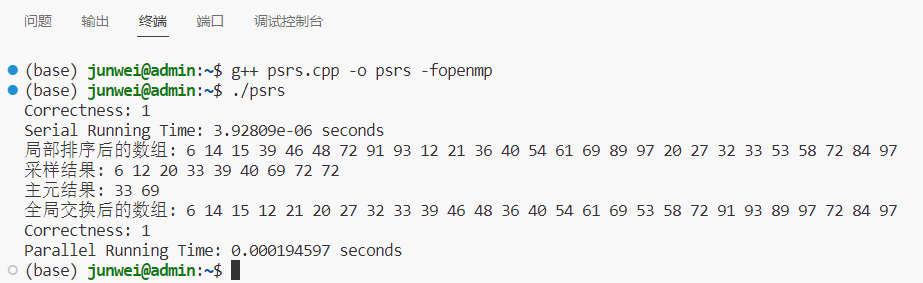 问题 输出 终端 端口 调试控制台
(base) junwei@admin:~$ g++ psrs.cpp -o psrs -fopenmp
(base) junwei@admin:~$ ./psrs
Correctness: 1
Serial Running Time: 3.92809e-06 seconds
局部排序后的数组: 6 14 15 39 46 48 72 91 93 12 21 36 40 54 61 69 89 97 20 27 32 33 53 58 72 84 97
采样结果: 6 12 20 33 39 40 69 72 72
主元结果: 33 69
全局交换后的数组: 6 14 15 12 21 20 27 32 33 39 46 48 36 40 54 61 69 53 58 72 91 93 89 97 72 84 97
Correctness: 1
Parallel Running Time: 0.000194597 seconds
(base) junwei@admin:~$